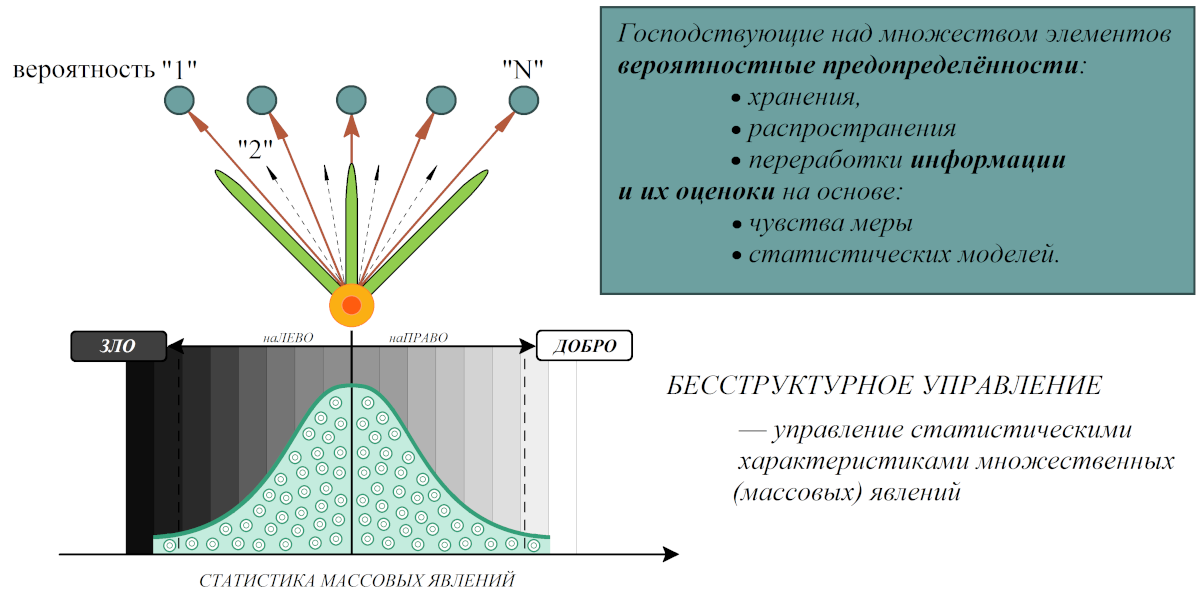 вероятность "1"
"N"
"2"
Господствующие над множеством элементов
вероятностные предопределённости:
• хранения,
• распространения
• переработки информации
и их оценоки на основе:
• чувства меры
• статистических моделей.
ЗЛО
наЛЕВО
наПРАВО
ДОБРО
БЕССТРУКТУРНОЕ УПРАВЛЕНИЕ
— управление статистическими
характеристиками множественных
(массовых) явлений
СТАТИСТИКА МАССОВЫХ ЯВЛЕНИЙ